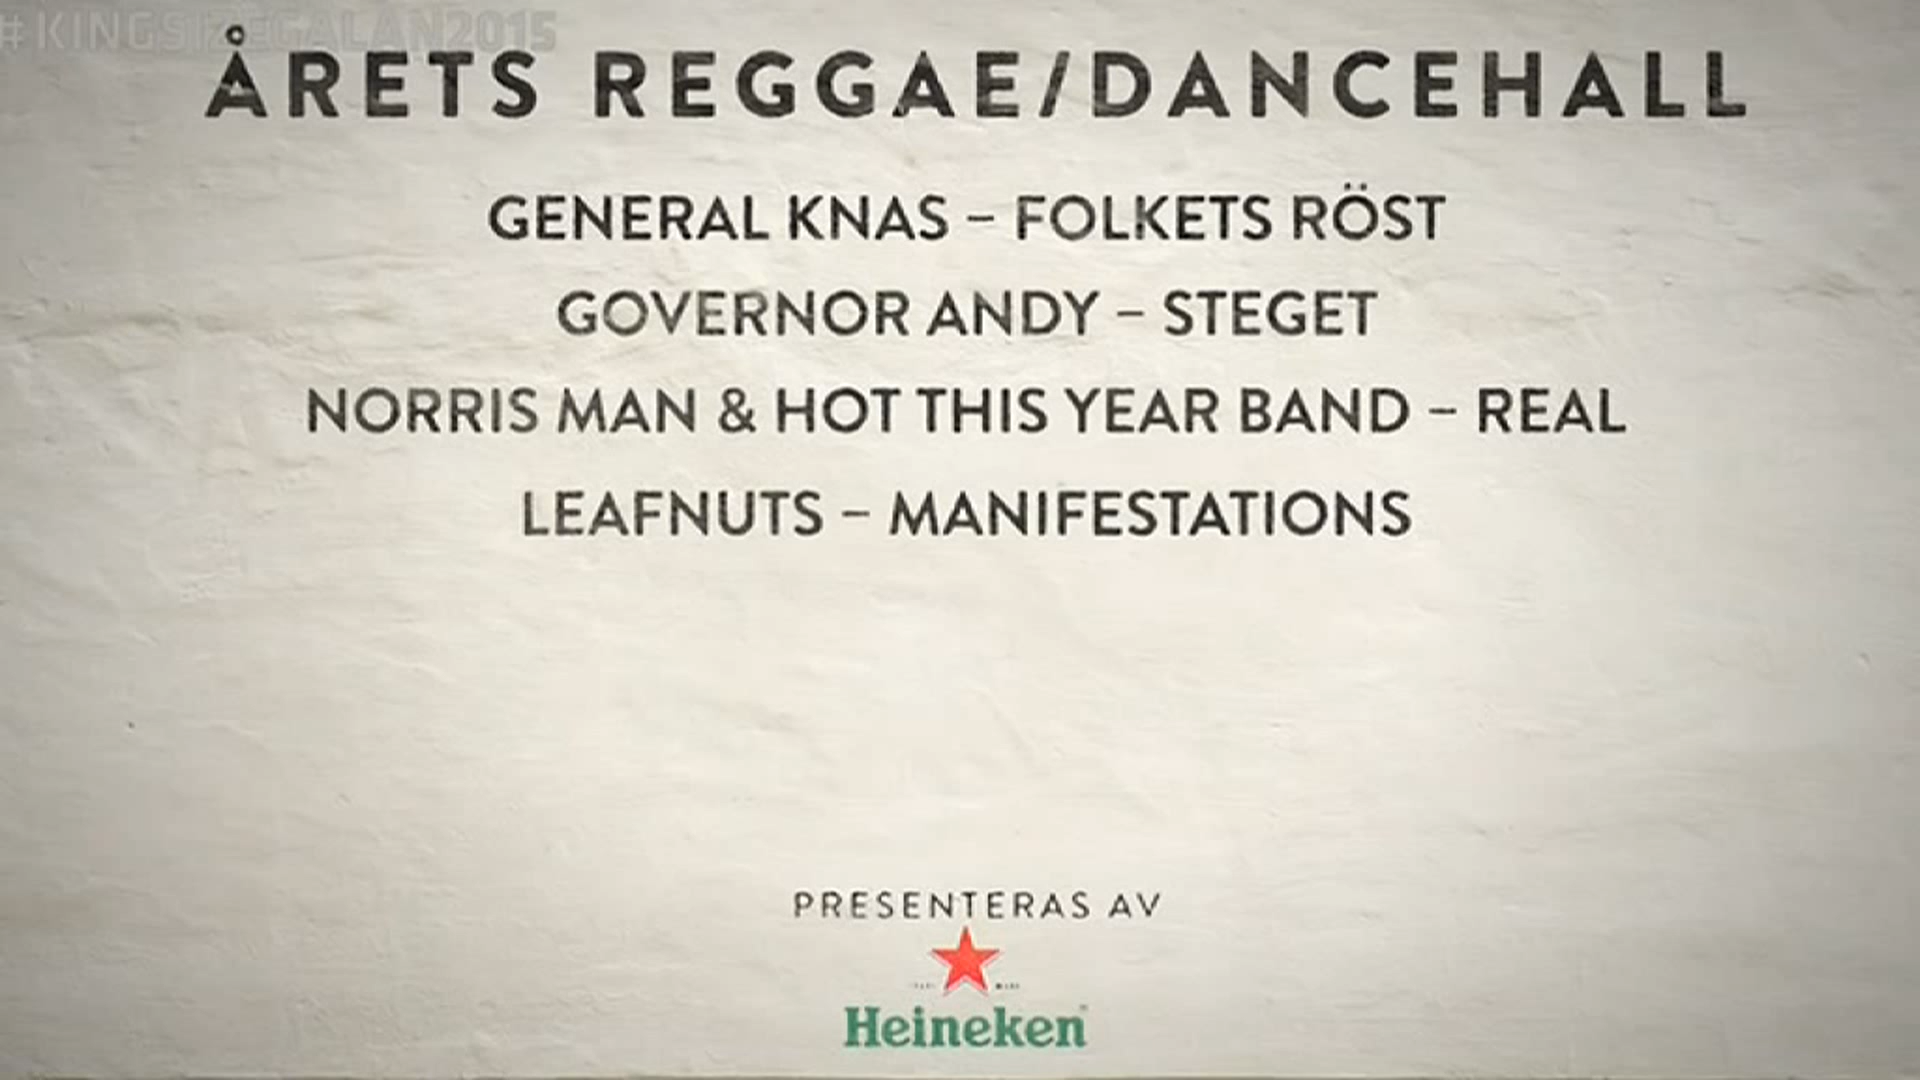 #KINGSIZEGALAN2015
ÅRETS REGGAE/DANCEHALL
GENERAL KNAS – FOLKETS RÖST
GOVERNOR ANDY – STEGET
NORRIS MAN & HOT THIS YEAR BAND – REAL
LEAFNUTS – MANIFESTATIONS
PRESENTERAS AV
Heineken